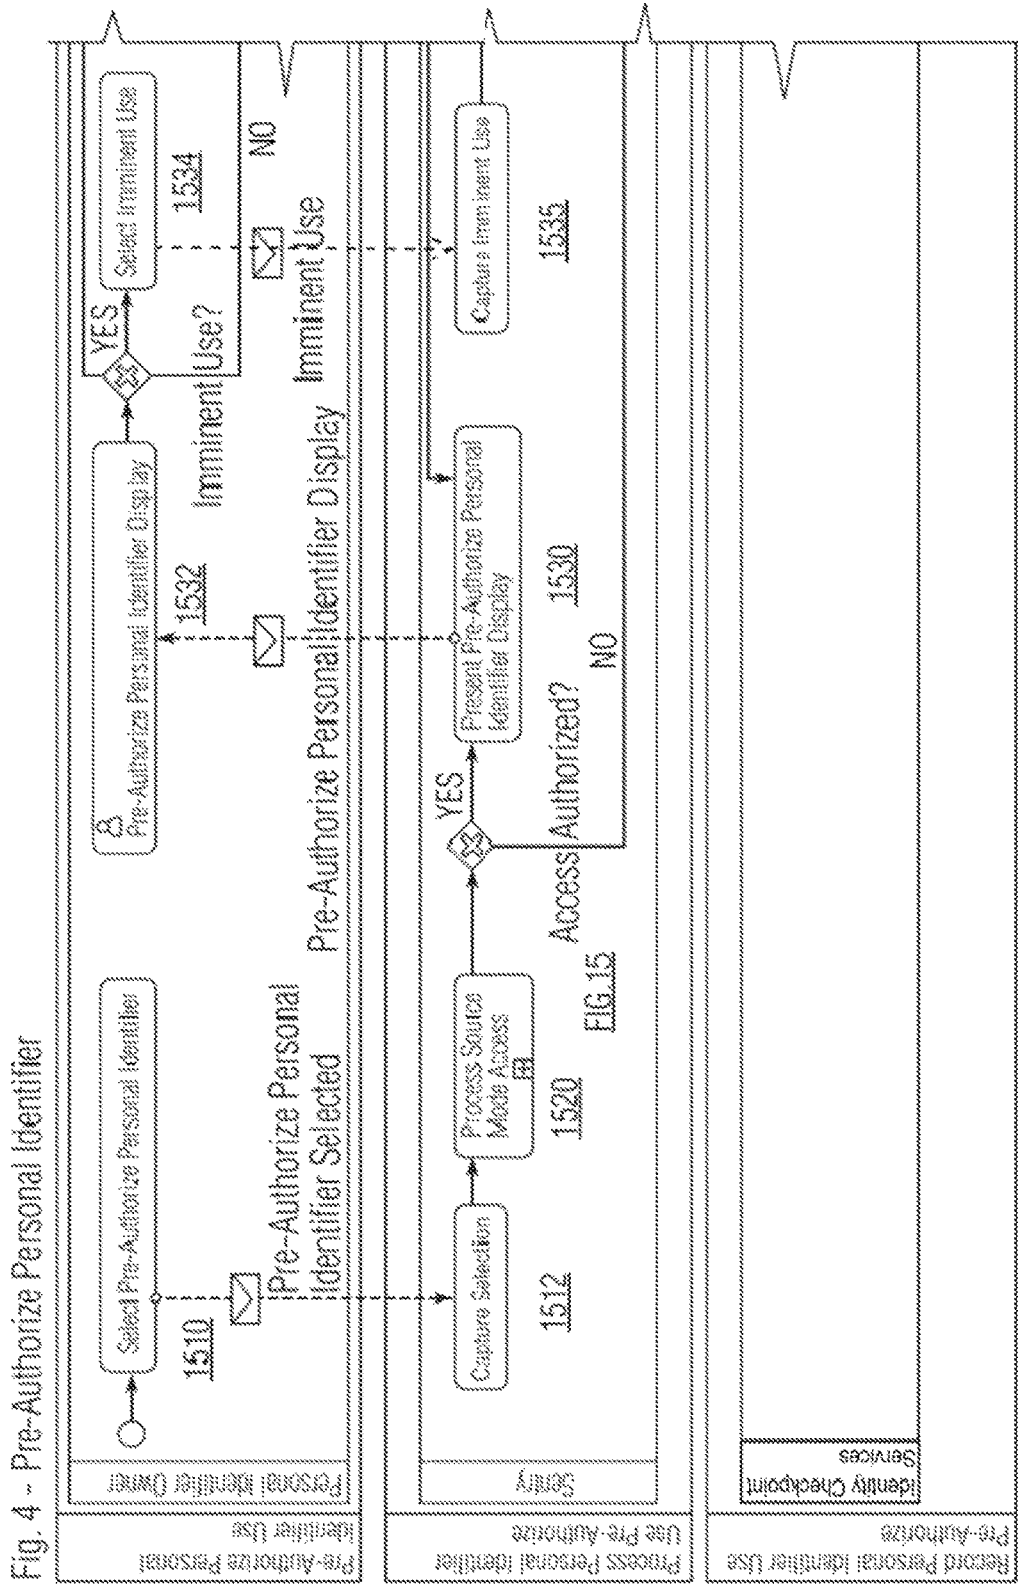 Fig. 4 - Pre-Authorize Personal Identifier
Pre-Authorize Personal
Identifier Use
Personal Identifier Owner
Select Pre-Authorize Personal Identifier
1510
Pre-Authorize Personal
Identifier Selected
Pre-Authorize Personal Identifier Display
1532
Pre-Authorize Personal Identifier Display
YES
Imminent Use?
Select Imminent Use
1534
NO
Imminent Use
Process Personal Identifier
Use Pre-Authorize
Sentry
Capture Selection
1512
Process Source
Mode Access
1520
FIG. 15
YES
Access Authorized?
NO
Present Pre-Authorize Personal
Identifier Display
1530
Capture Imminent Use
1535
Record Personal Identifier Use
Pre-Authorize
Identity Checkpoint
Services